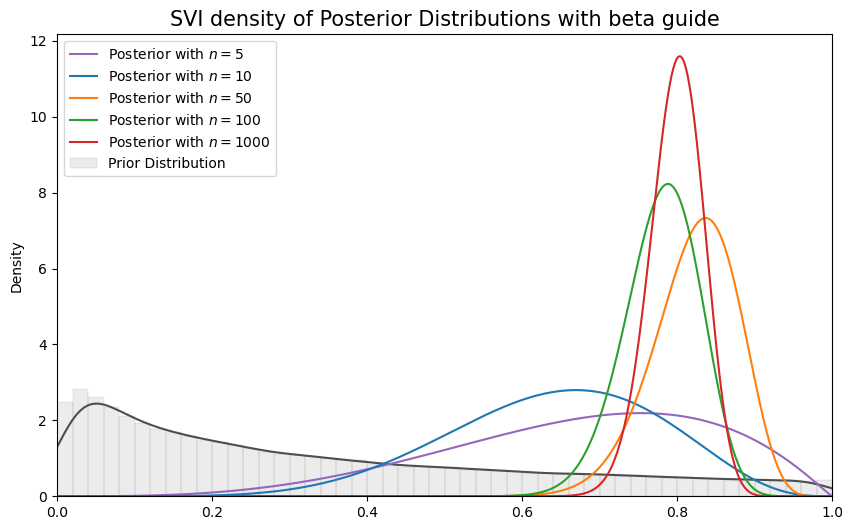 SVI density of Posterior Distributions with beta guide
12
10
8
6
4
2
0
Density
Posterior with n = 5
Posterior with n = 10
Posterior with n = 50
Posterior with n = 100
Posterior with n = 1000
Prior Distribution
0.0 0.2 0.4 0.6 0.8 1.0